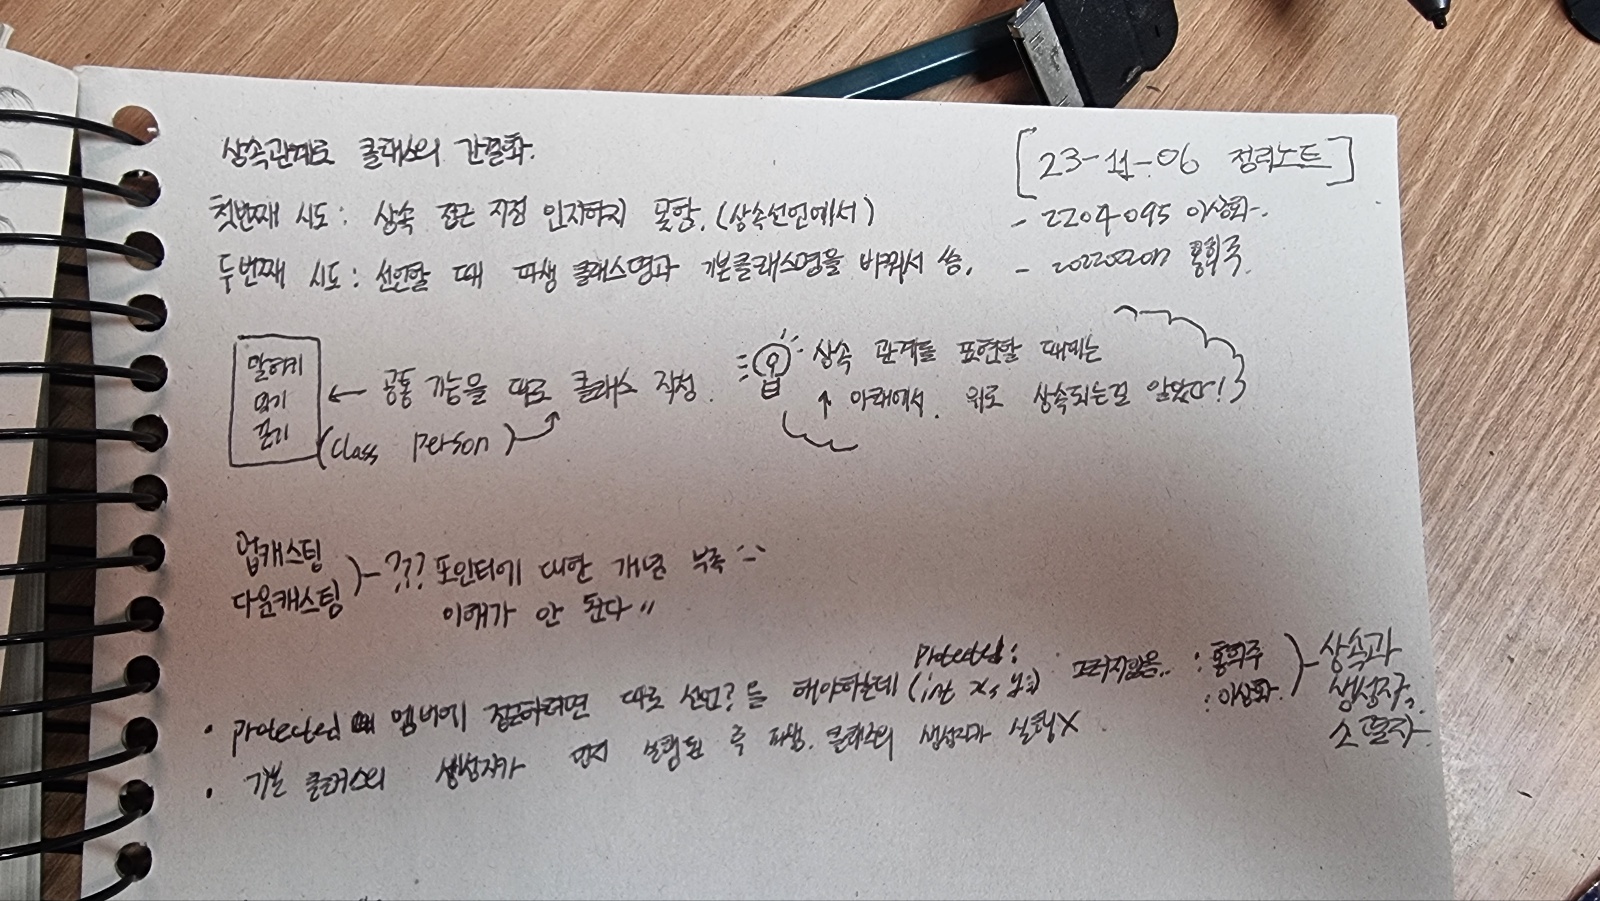 상속관계로 클래스의 간결화.
[23-11-06 정리노트]
첫번째 시도: 상속 접근 지정 인지하지 못함. (상속선언에서)
- 2204095 이상화.
두번째 시도: 선언할 때 파생 클래스명과 기본클래스명을 바꿔서 씀.
말하기
먹기
걷기
← 공통 기능을 따로 클래스 작성.
(class person)
상속 관계를 표현할 때에는
↑ 아래에서 위로 상속되는걸 알았다!
업캐스팅
다운캐스팅
??? 포인터에 대한 개념 부족
이해가 안 된다
• protected 멤버에 접근하려면 따로 선언? 을 해야하는데 (protected: int x, y;) 그러지않음.
: 홍희주
: 이상화.
상속과
생성자,
소멸자
• 기본 클래스의 생성자가 먼저 실행된 후 파생 클래스의 생성자가 실행X